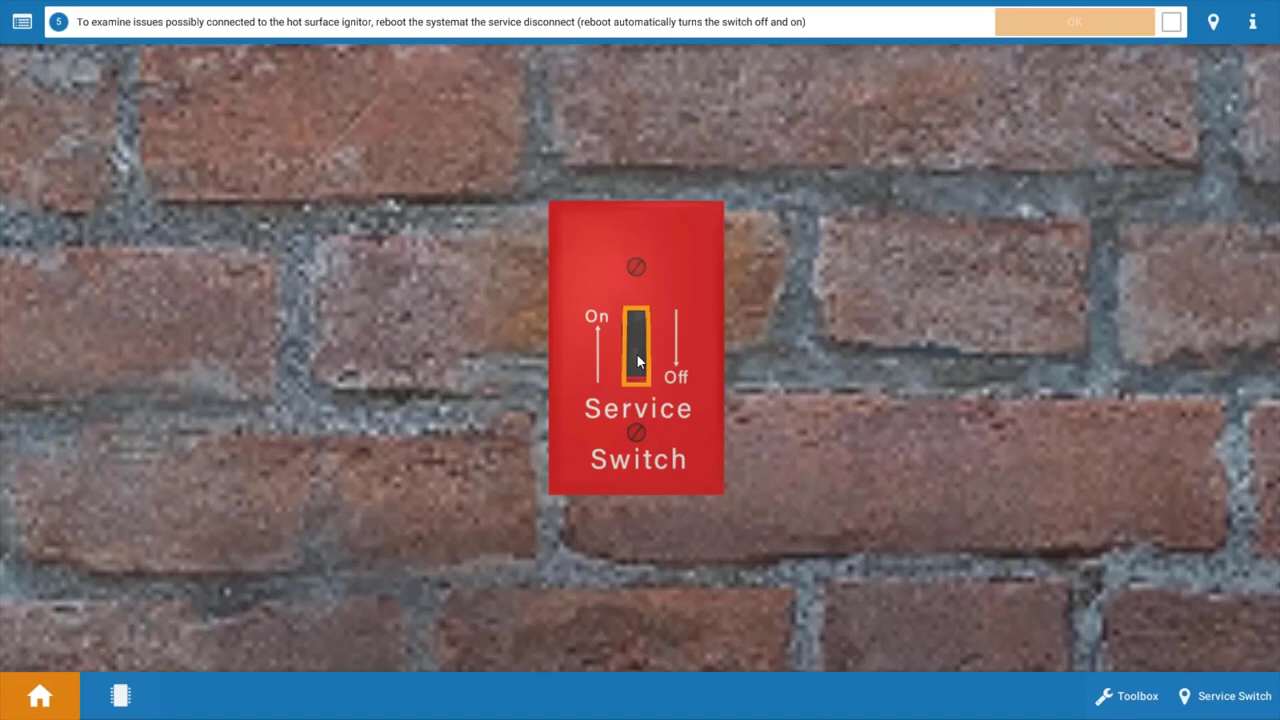 5 To examine issues possibly connected to the hot surface ignitor, reboot the systemat the service disconnect (reboot automatically turns the switch off and on)
OK
On
Off
Service
Switch
Toolbox
Service Switch